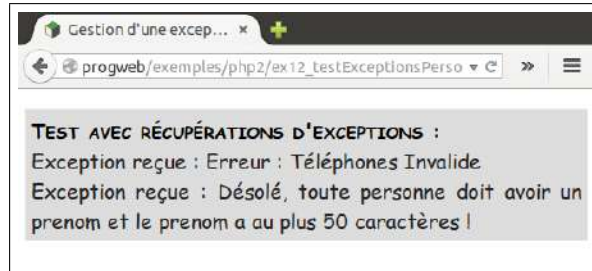 Gestion d'une excep... ×
progweb/exemples/php2/ex12_testExceptionsPerso
Test avec récupérations d'exceptions :
Exception reçue : Erreur : Téléphones Invalide
Exception reçue : Désolé, toute personne doit avoir un
prenom et le prenom a au plus 50 caractères !